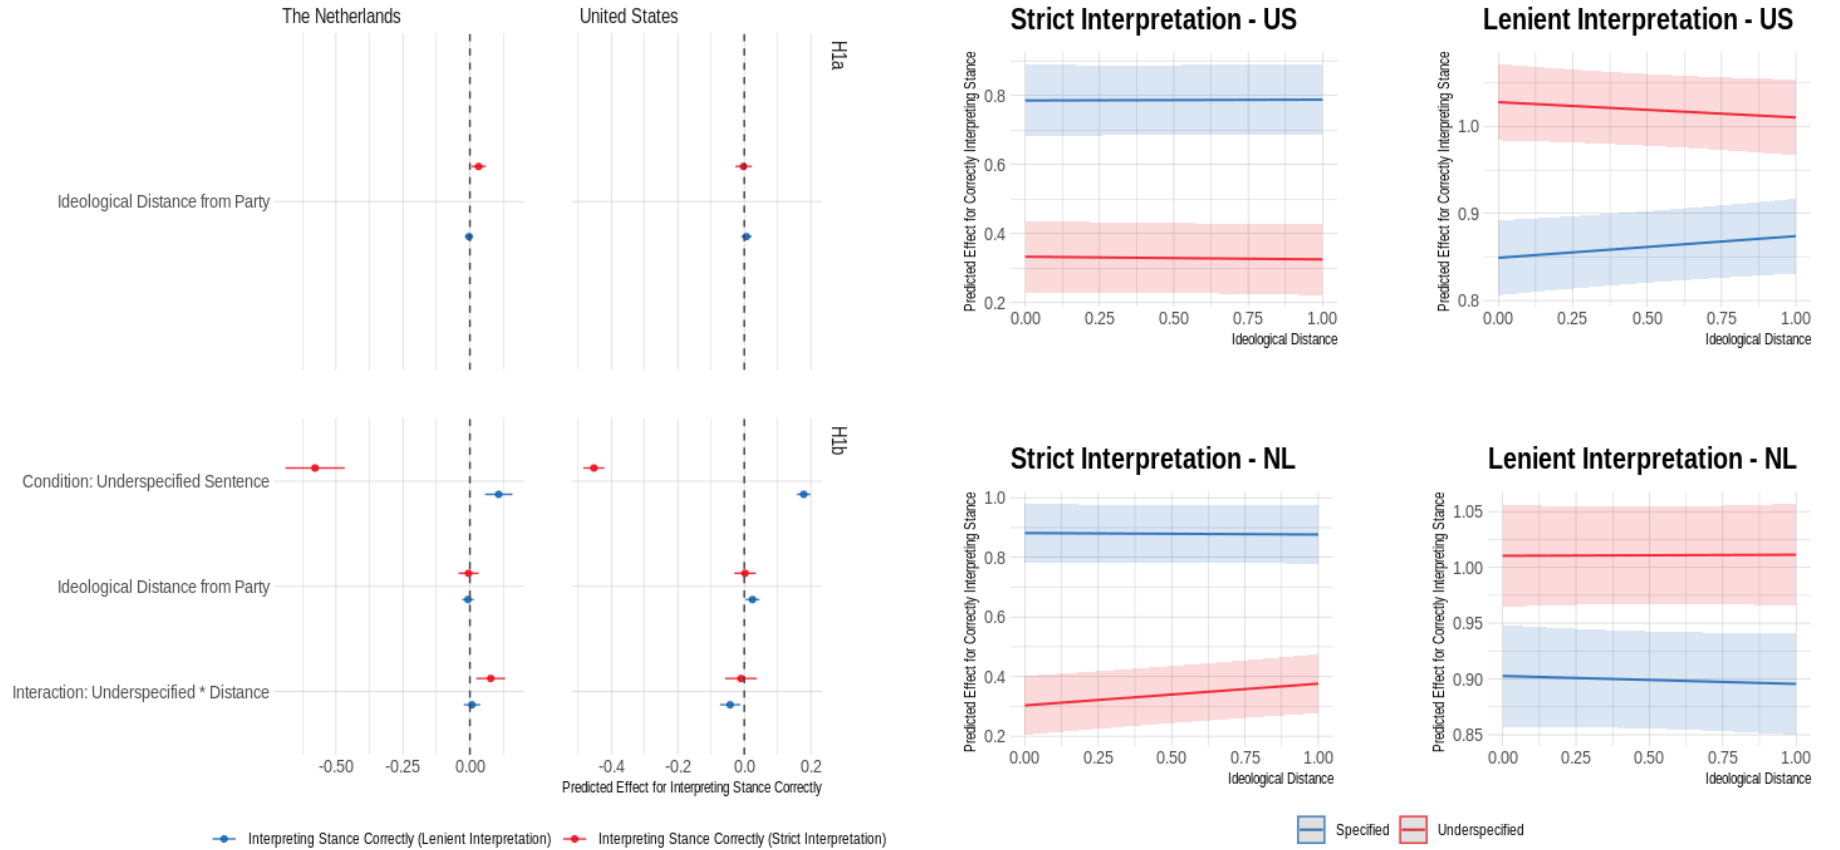 The Netherlands
United States
H1a
Ideological Distance from Party
H1b
Condition: Underspecified Sentence
Ideological Distance from Party
Interaction: Underspecified * Distance
-0.50 -0.25 0.00
-0.4 -0.2 0.0 0.2
Predicted Effect for Interpreting Stance Correctly
Interpreting Stance Correctly (Lenient Interpretation)
Interpreting Stance Correctly (Strict Interpretation)
Strict Interpretation - US
Predicted Effect for Correctly Interpreting Stance
0.8
0.6
0.4
0.2
0.00 0.25 0.50 0.75 1.00
Ideological Distance
Lenient Interpretation - US
Predicted Effect for Correctly Interpreting Stance
1.0
0.9
0.8
0.00 0.25 0.50 0.75 1.00
Ideological Distance
Strict Interpretation - NL
Predicted Effect for Correctly Interpreting Stance
1.0
0.8
0.6
0.4
0.2
0.00 0.25 0.50 0.75 1.00
Ideological Distance
Lenient Interpretation - NL
Predicted Effect for Correctly Interpreting Stance
1.05
1.00
0.95
0.90
0.85
0.00 0.25 0.50 0.75 1.00
Ideological Distance
Specified
Underspecified